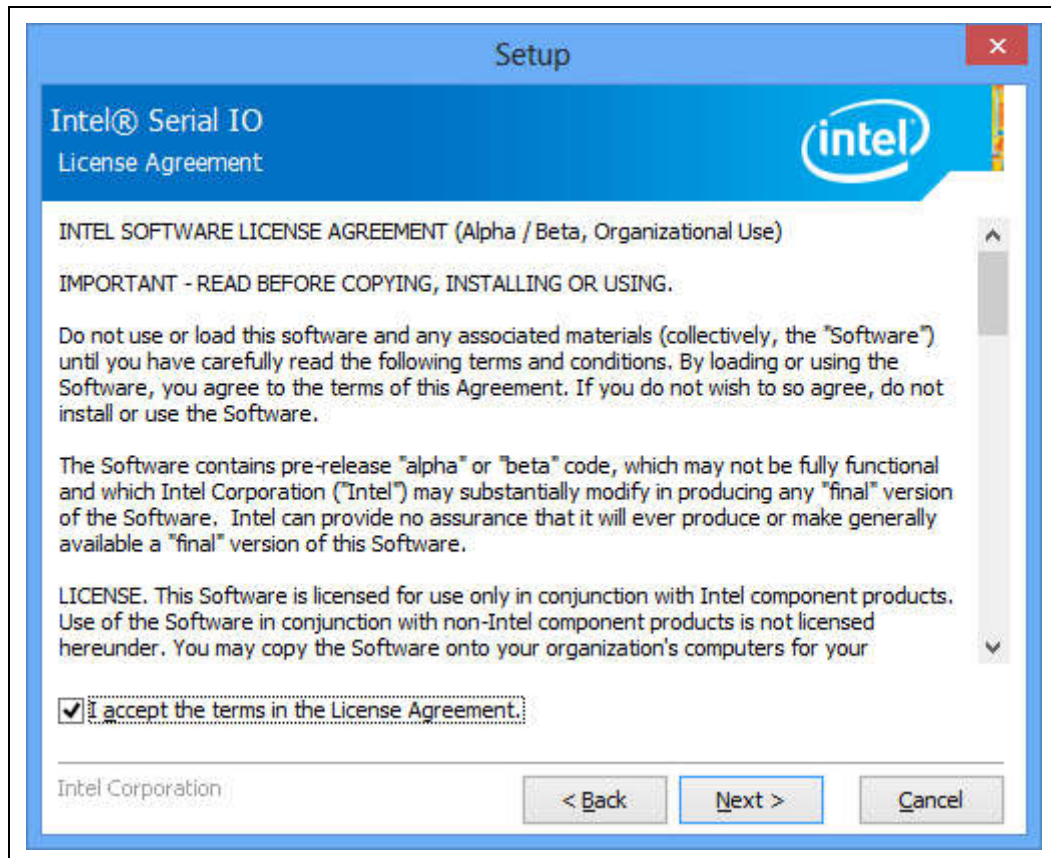 Setup
Intel® Serial IO
License Agreement
intel
INTEL SOFTWARE LICENSE AGREEMENT (Alpha / Beta, Organizational Use)
IMPORTANT - READ BEFORE COPYING, INSTALLING OR USING.
Do not use or load this software and any associated materials (collectively, the "Software")
until you have carefully read the following terms and conditions. By loading or using the
Software, you agree to the terms of this Agreement. If you do not wish to so agree, do not
install or use the Software.
The Software contains pre-release "alpha" or "beta" code, which may not be fully functional
and which Intel Corporation ("Intel") may substantially modify in producing any "final" version
of the Software.  Intel can provide no assurance that it will ever produce or make generally
available a "final" version of this Software.
LICENSE. This Software is licensed for use only in conjunction with Intel component products.
Use of the Software in conjunction with non-Intel component products is not licensed
hereunder. You may copy the Software onto your organization's computers for your
I accept the terms in the License Agreement.
Intel Corporation
< Back
Next >
Cancel